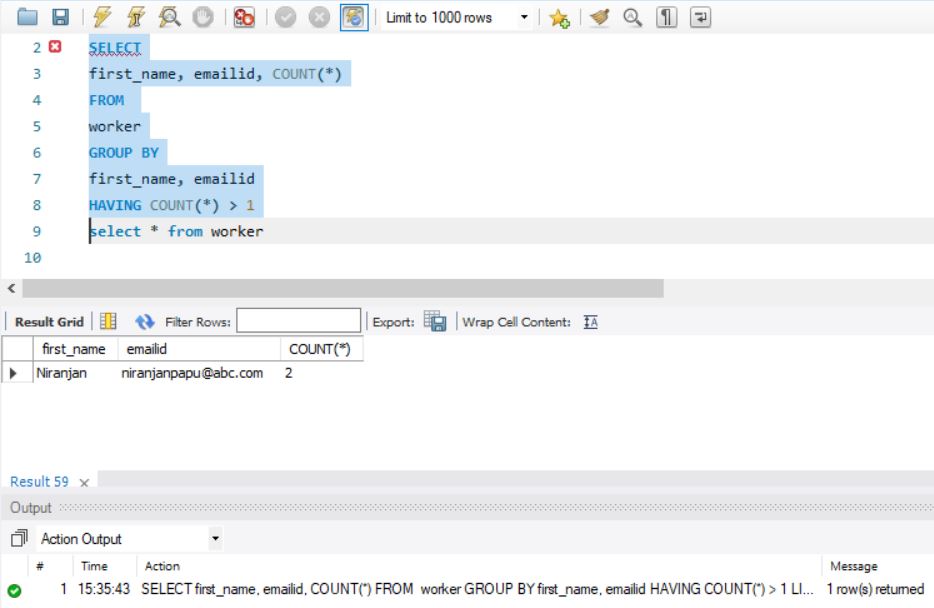 Limit to 1000 rows
2 SELECT
3 first_name, emailid, COUNT(*)
4 FROM
5 worker
6 GROUP BY
7 first_name, emailid
8 HAVING COUNT(*) > 1
9 select * from worker
10
Result Grid Filter Rows: Export: Wrap Cell Content: IA
first_name emailid COUNT(*)
Niranjan niranjanpapu@abc.com 2
Result 59 ×
Output
Action Output
# Time Action Message
1 15:35:43 SELECT first_name, emailid, COUNT(*) FROM worker GROUP BY first_name, emailid HAVING COUNT(*) > 1 LI... 1 row(s) returned